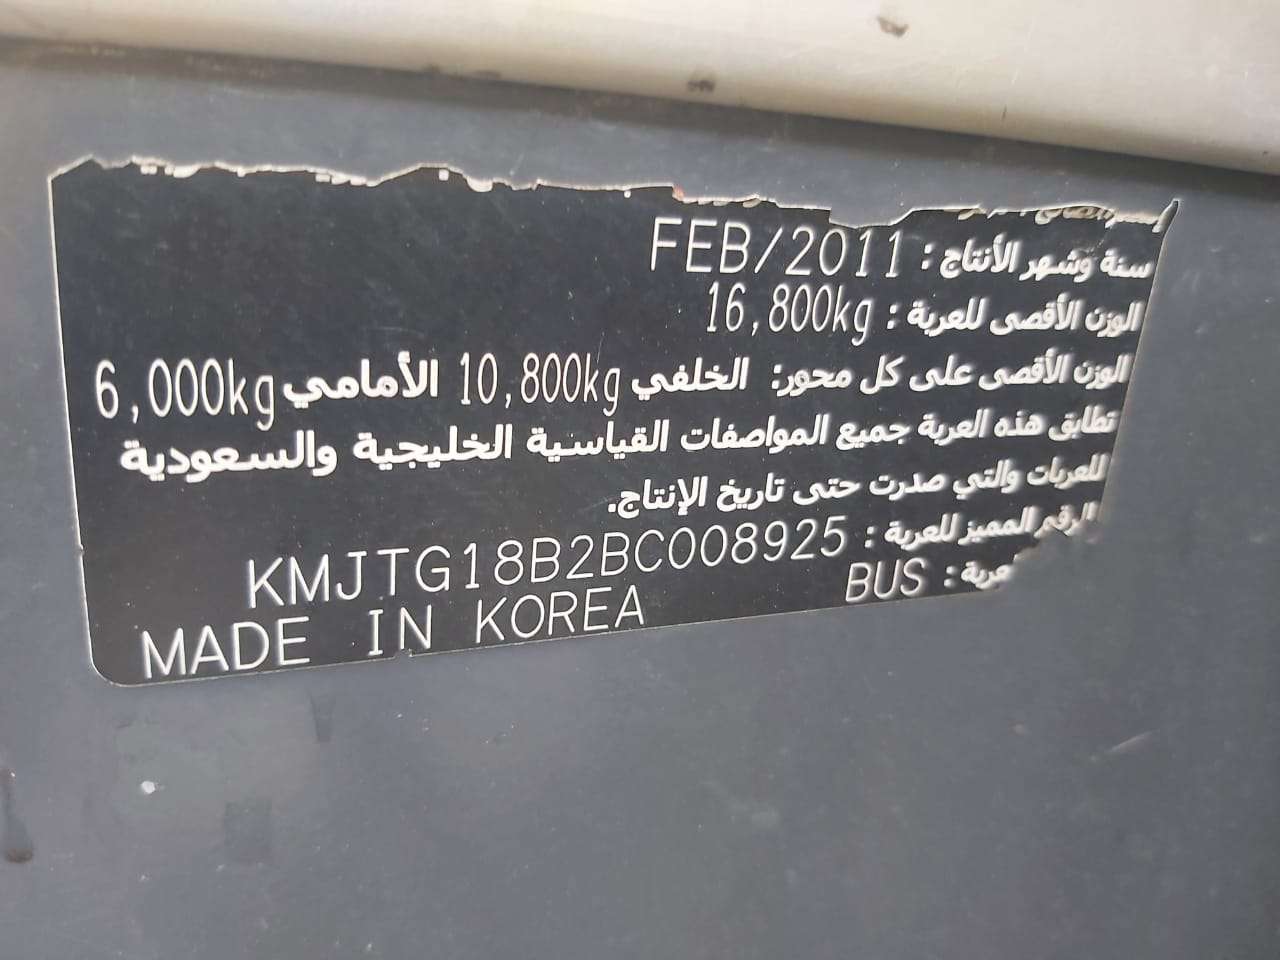 سنة وشهر الأنتاج : FEB/2011
الوزن الأقصى للعربة : 16,800kg
الوزن الأقصى على كل محور: الخلفي 10,800kg الأمامي 6,000kg
تطابق هذه العربة جميع المواصفات القياسية الخليجية والسعودية
للعربات والتي صدرت حتى تاريخ الإنتاج.
الرقم المميز للعربة : KMJTG18B2BC008925
BUS
MADE IN KOREA